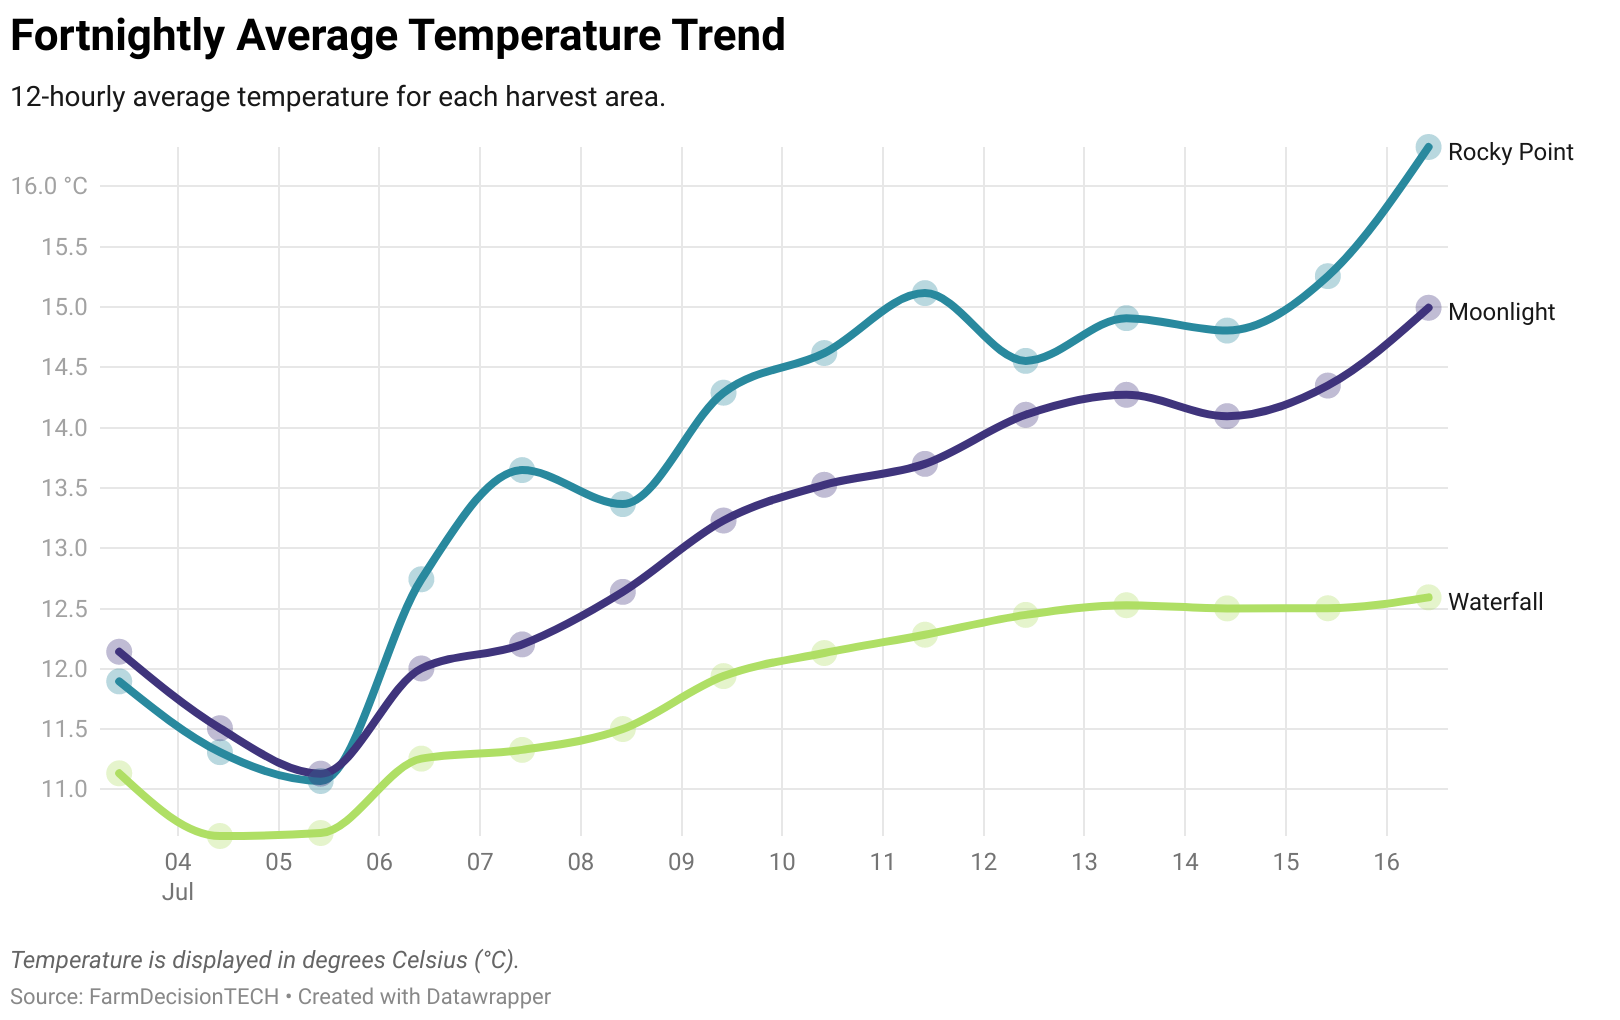 Fortnightly Average Temperature Trend
12-hourly average temperature for each harvest area.
Rocky Point
16.0 °C
15.5
15.0
Moonlight
14.5
14.0
13.5
13.0
12.5
Waterfall
12.0
11.5
11.0
04 05 06 07 08 09 10 11 12 13 14 15 16
Jul
Temperature is displayed in degrees Celsius (°C).
Source: FarmDecisionTECH • Created with Datawrapper